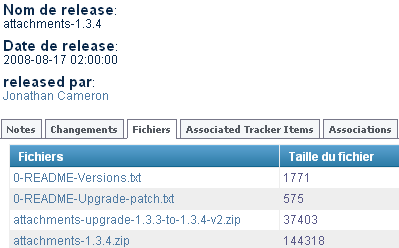 Nom de release:
attachments-1.3.4
Date de release:
2008-08-17 02:00:00
released par:
Jonathan Cameron
Notes Changements Fichiers Associated Tracker Items Associations
Fichiers Taille du fichier
0-README-Versions.txt 1771
0-README-Upgrade-patch.txt 575
attachments-upgrade-1.3.3-to-1.3.4-v2.zip 37403
attachments-1.3.4.zip 144318